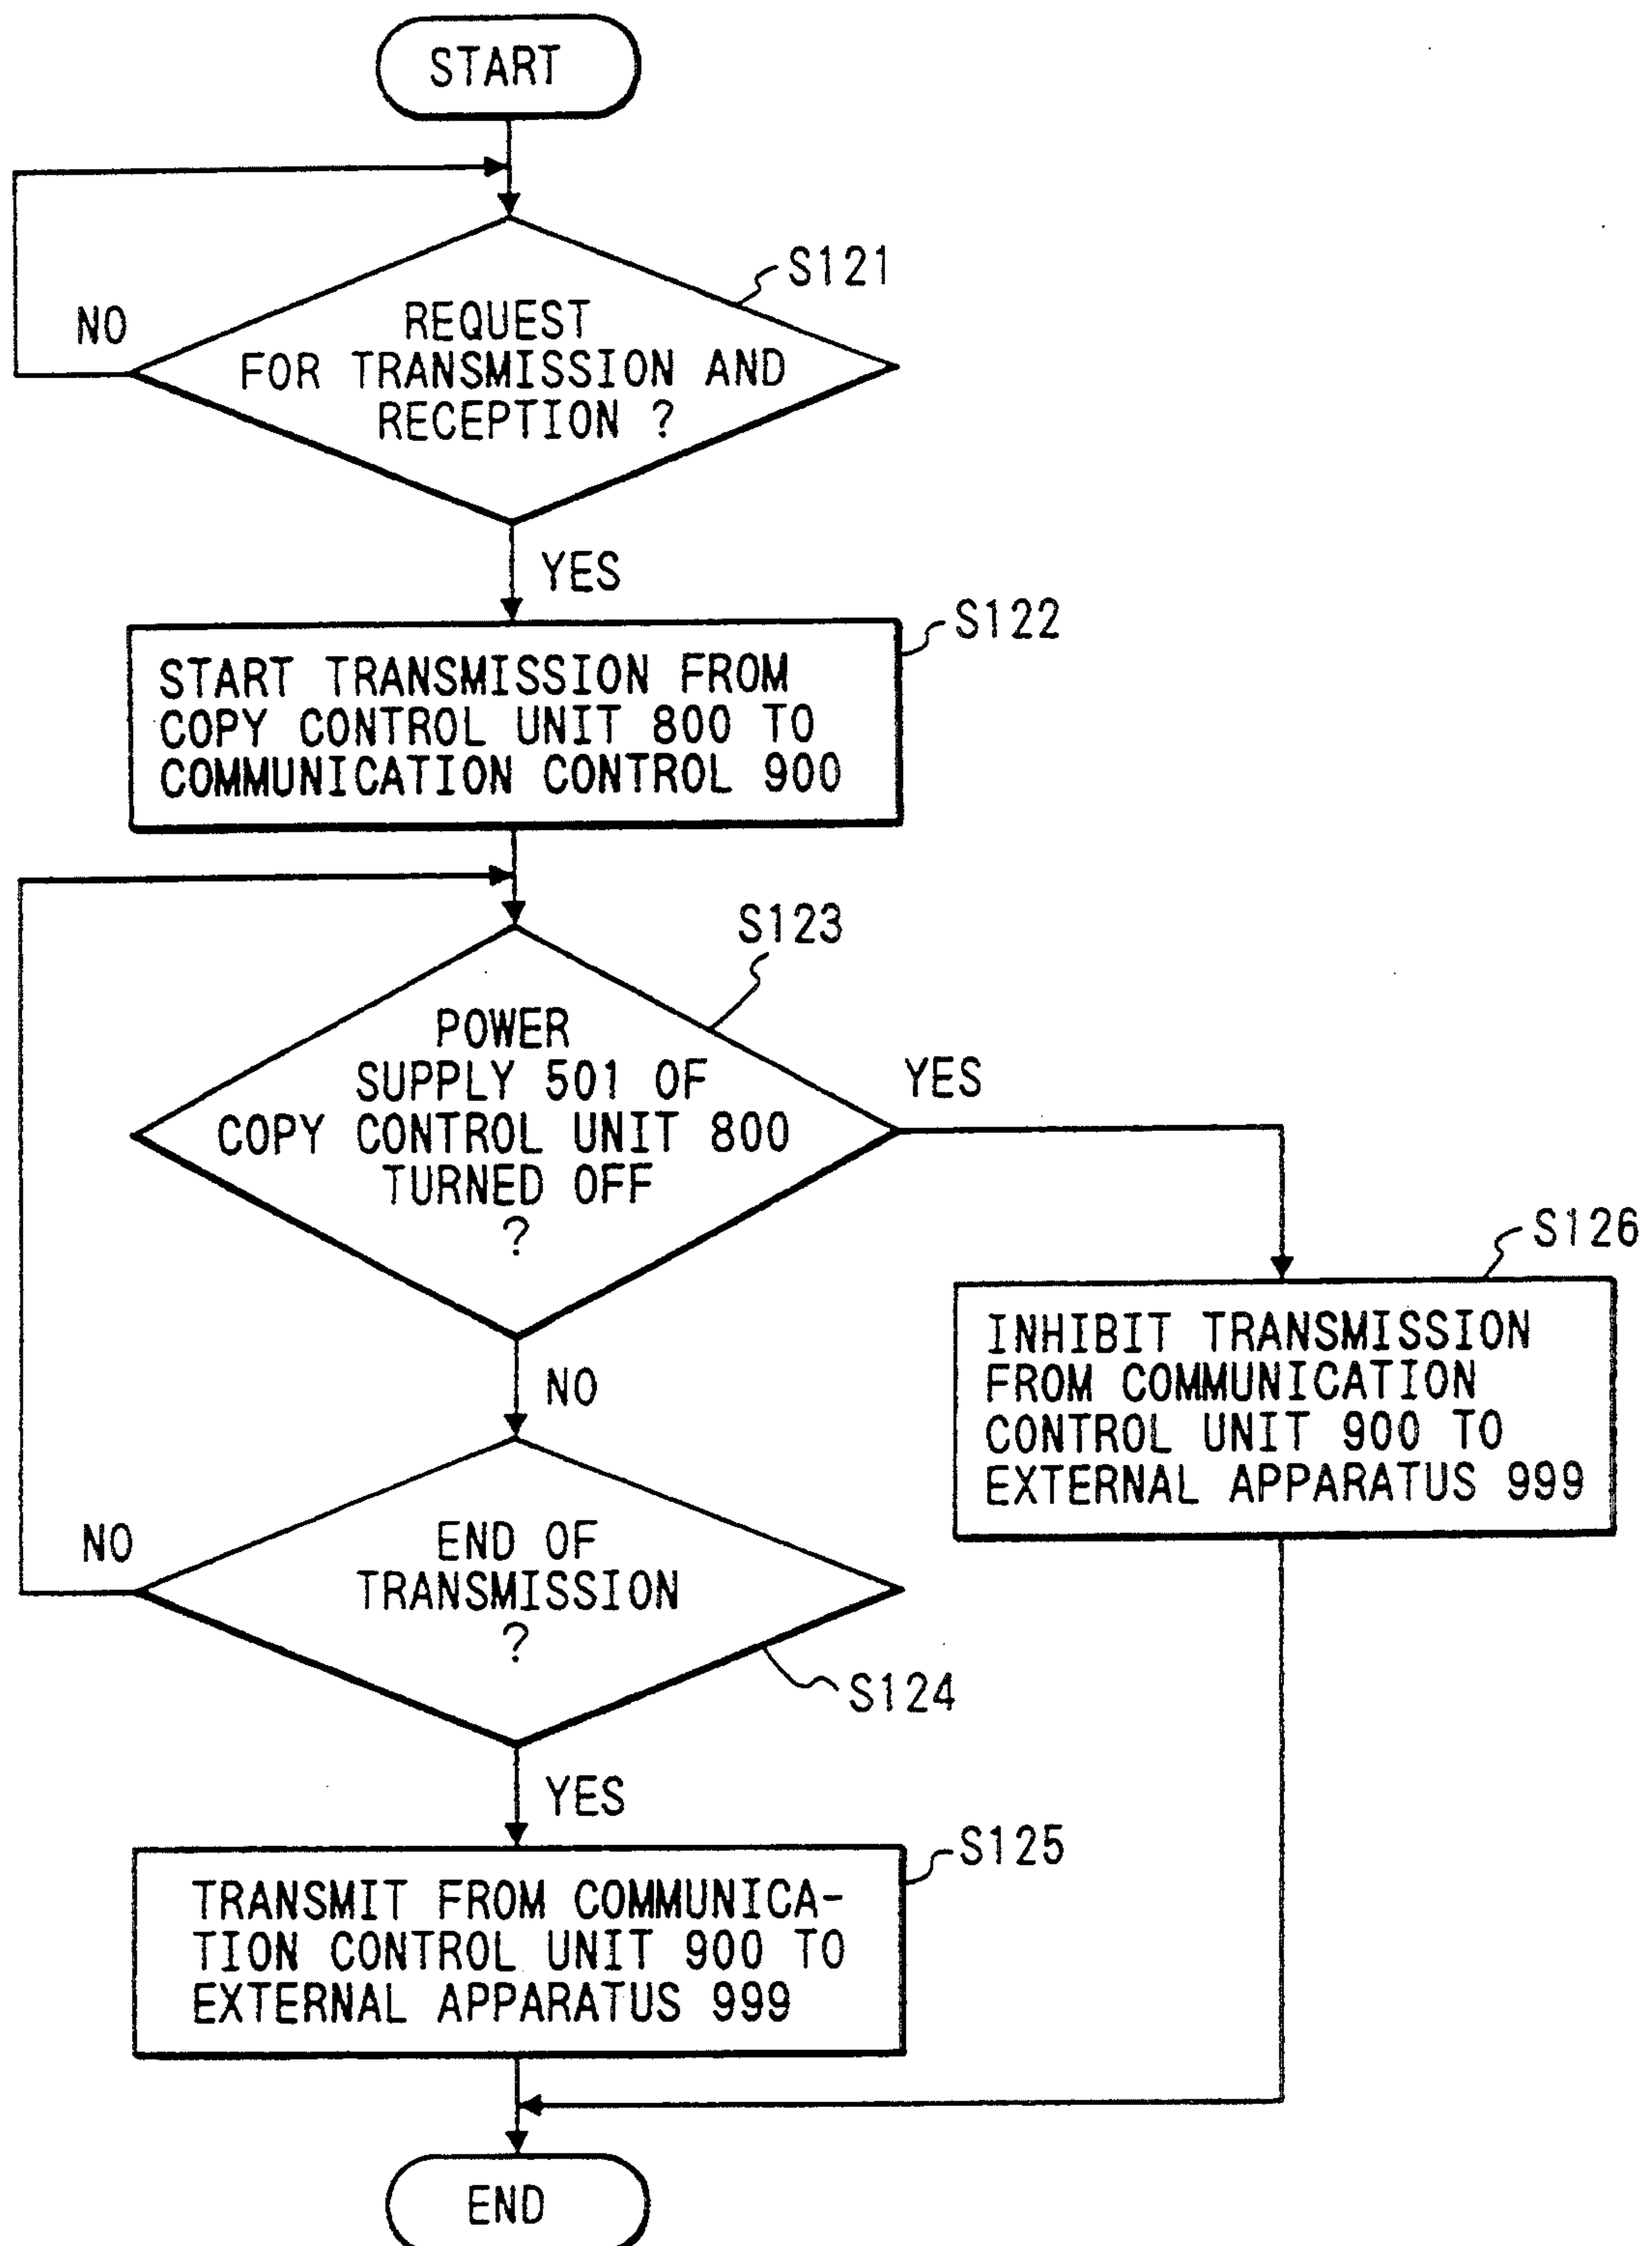 START
S121
NO
REQUEST
FOR TRANSMISSION AND
RECEPTION ?
YES
S122
START TRANSMISSION FROM
COPY CONTROL UNIT 800 TO
COMMUNICATION CONTROL 900
S123
POWER
SUPPLY 501 OF
COPY CONTROL UNIT 800
TURNED OFF
?
YES
S126
INHIBIT TRANSMISSION
FROM COMMUNICATION
CONTROL UNIT 900 TO
EXTERNAL APPARATUS 999
NO
NO
END OF
TRANSMISSION
?
S124
YES
S125
TRANSMIT FROM COMMUNICA-
TION CONTROL UNIT 900 TO
EXTERNAL APPARATUS 999
END